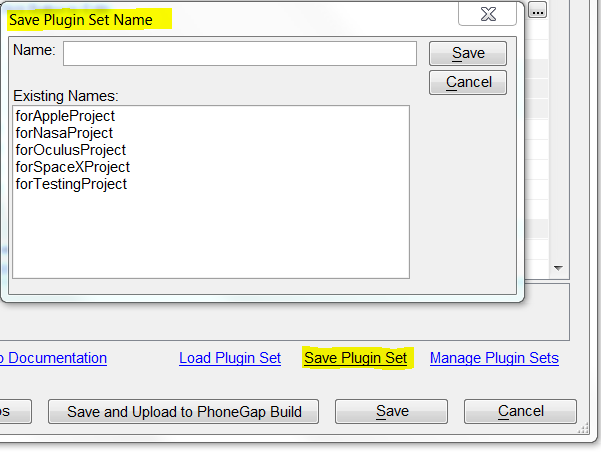 Save Plugin Set Name
...
Name:
Save
Cancel
Existing Names:
forAppleProject
forNasaProject
forOculusProject
forSpaceXProject
forTestingProject
Documentation
Load Plugin Set
Save Plugin Set
Manage Plugin Sets
Save and Upload to PhoneGap Build
Save
Cancel